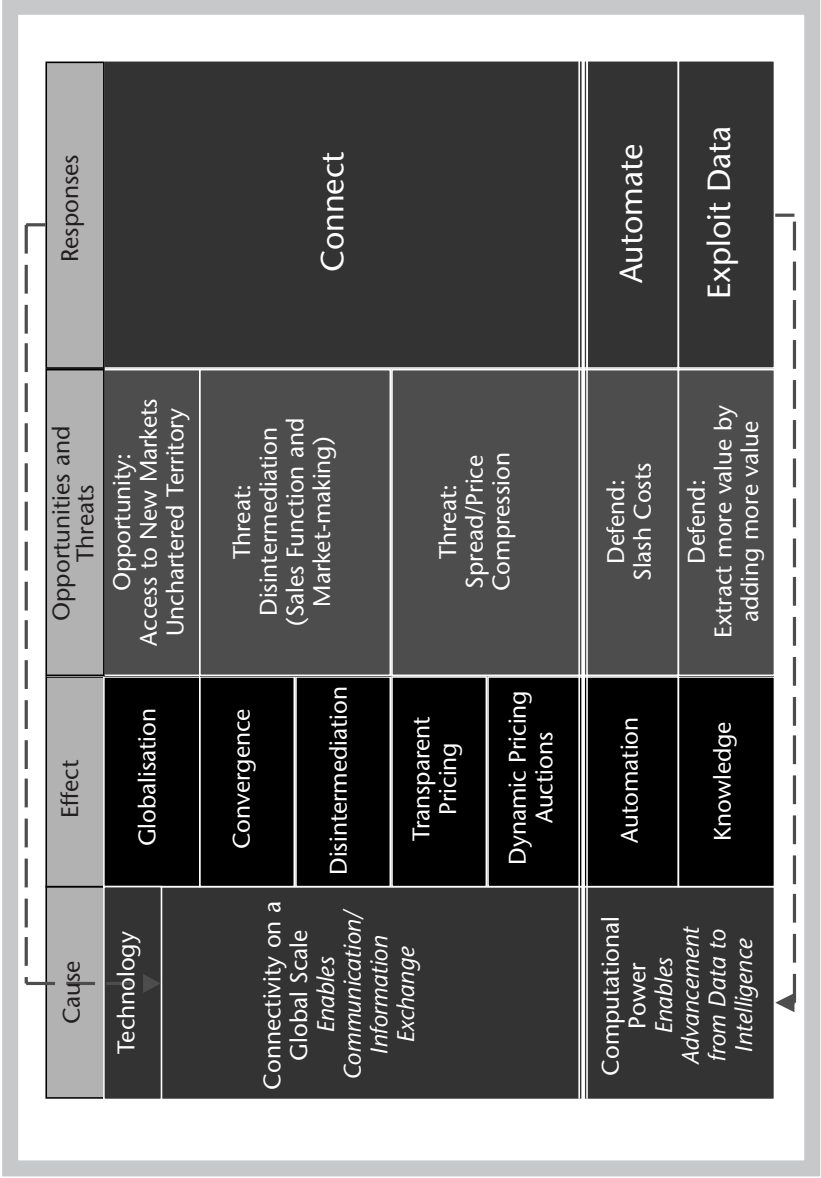 Cause
Effect
Opportunities and
Threats
Responses
Technology
Connectivity on a
Global Scale
Enables
Communication/
Information
Exchange
Globalisation
Convergence
Disintermediation
Transparent
Pricing
Dynamic Pricing
Auctions
Opportunity:
Access to New Markets
Unchartered Territory
Threat:
Disintermediation
(Sales Function and
Market-making)
Threat:
Spread/Price
Compression
Connect
Computational
Power
Enables
Advancement
from Data to
Intelligence
Automation
Defend:
Slash Costs
Automate
Knowledge
Defend:
Extract more value by
adding more value
Exploit Data